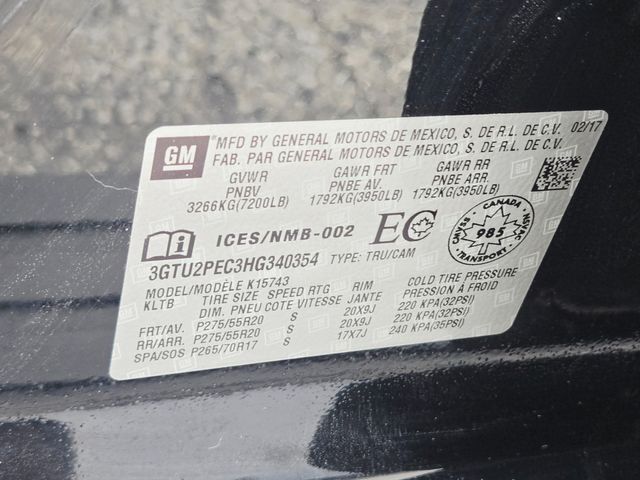 GM
*MFD BY GENERAL MOTORS DE MEXICO, S. DE R.L. DE C.V. 02/17
FAB. PAR GENERAL MOTORS DE MEXICO, S. DE R.L. DE C.V.
GVWR GAWR FRT GAWR RR
PNBV PNBE AV. PNBE ARR.
3266KG(7200LB) 1792KG(3950LB) 1792KG(3950LB)
ICES/NMB-002 EC CANADA 985 CMVSS NSVAC
3GTU2PEC3HG340354 TYPE: TRU/CAM
MODEL/MODÈLE K15743
KLTB TIRE SIZE SPEED RTG RIM COLD TIRE PRESSURE
DIM. PNEU COTE VITESSE JANTE PRESSION À FROID
FRT/AV. P275/55R20 S 20X9J 220 KPA(32PSI)
RR/ARR. P275/55R20 S 20X9J 220 KPA(32PSI)
SPA/SOS P265/70R17 S 17X7J 240 KPA(35PSI)